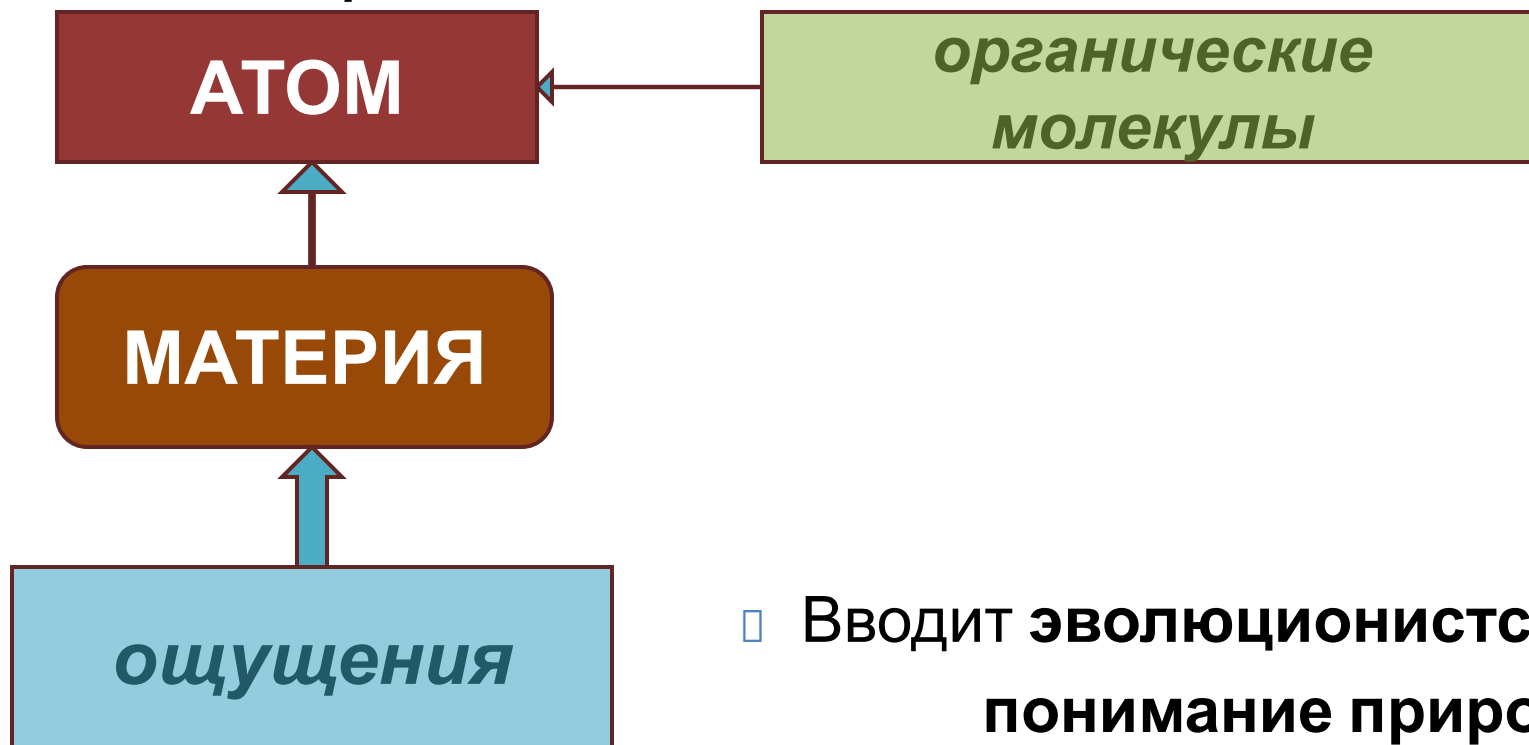 АТОМ
органические
молекулы
МАТЕРИЯ
ощущения
Вводит эволюционистс
понимание приро